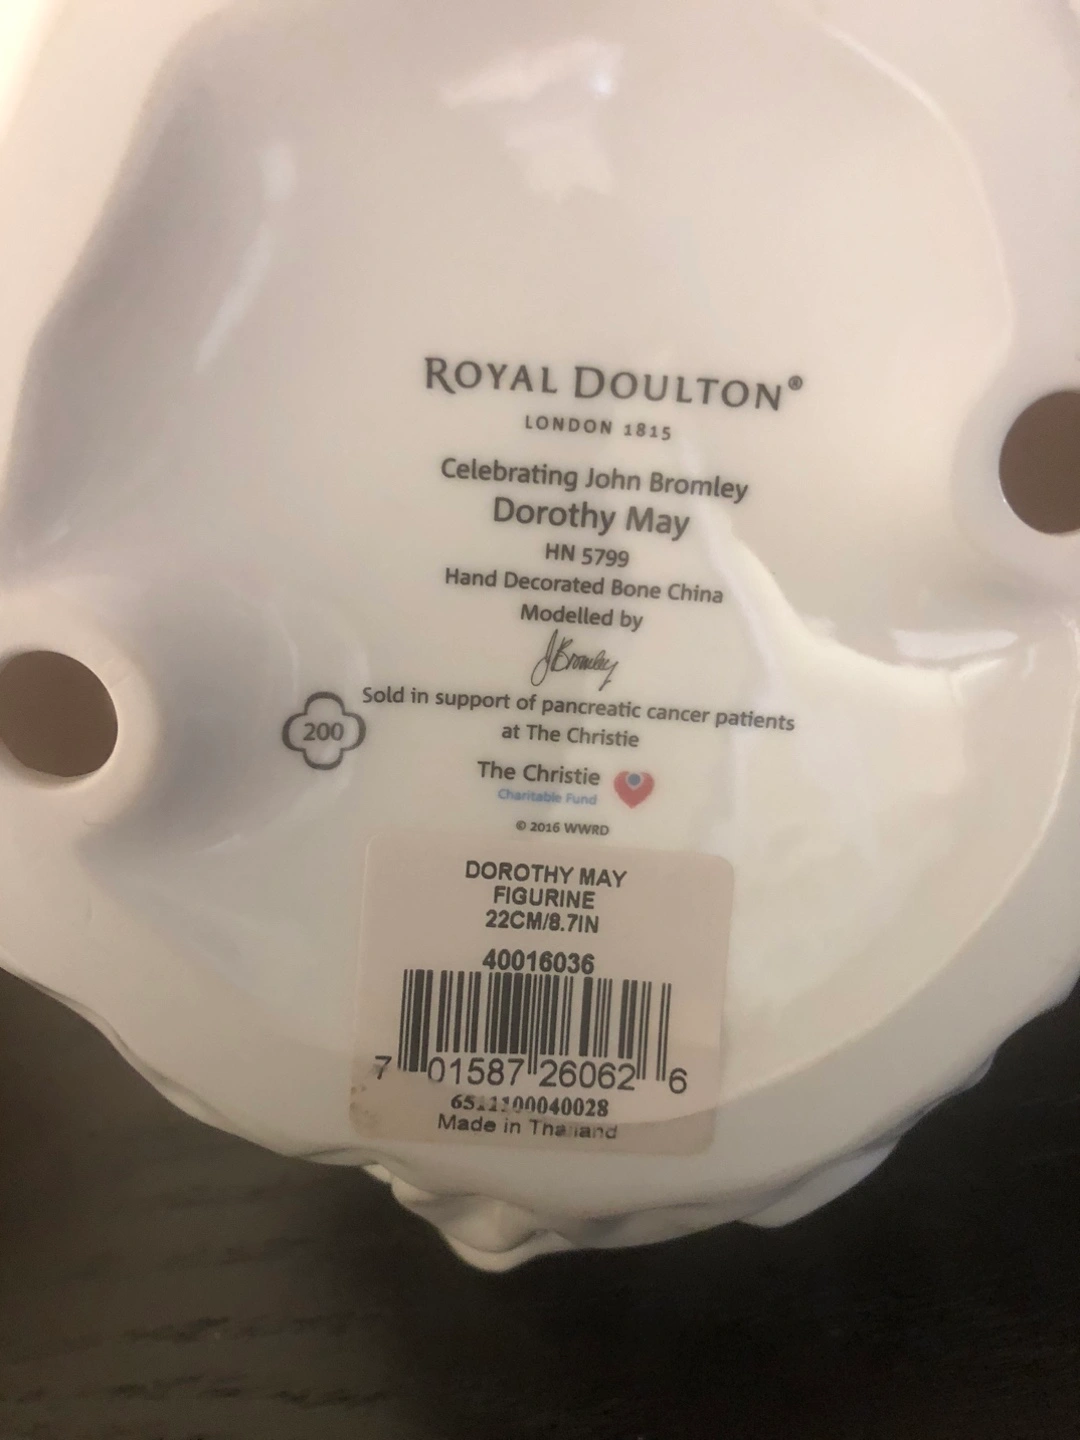 ROYAL DOULTON®
LONDON 1815
Celebrating John Bromley
Dorothy May
HN 5799
Hand Decorated Bone China
Modelled by
J Bromley
Sold in support of pancreatic cancer patients
at The Christie
200
The Christie
Charitable Fund
© 2016 WWRD
DOROTHY MAY
FIGURINE
22CM/8.7IN
40016036
7 01587 26062 6
Made in Thailand